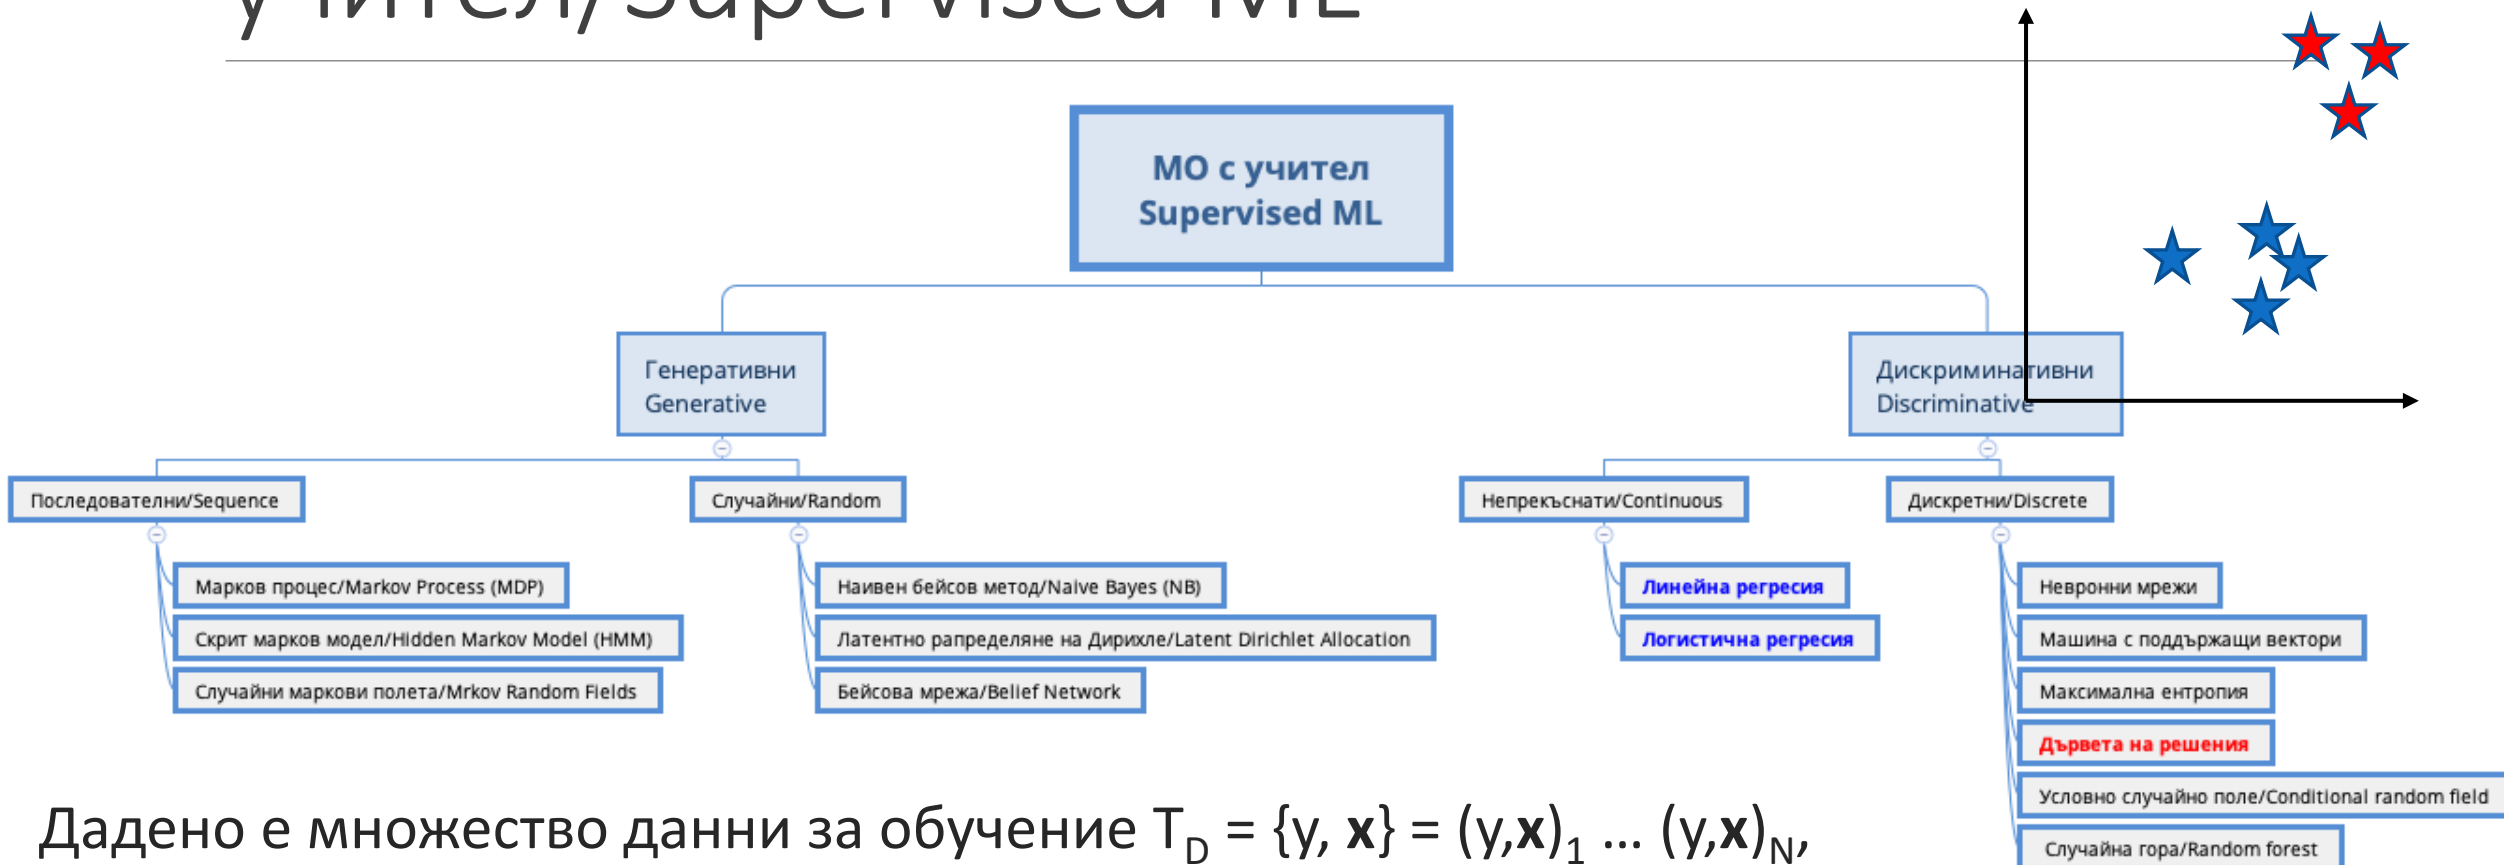 учител/Supervised ML
МО с учител
Supervised ML
Генеративни
Generative
Дискриминативни
Discriminative
Последователни/Sequence
Случайни/Random
Непрекъснати/Continuous
Дискретни/Discrete
Марков процес/Markov Process (MDP)
Скрит марков модел/Hidden Markov Model (HMM)
Случайни маркови полета/Mrkov Random Fields
Наивен бейсов метод/Naive Bayes (NB)
Латентно рапределяне на Дирихле/Latent Dirichlet Allocation
Бейсова мрежа/Belief Network
Линейна регресия
Логистична регресия
Невронни мрежи
Машина с поддържащи вектори
Максимална ентропия
Дървета на решения
Условно случайно поле/Conditional random field
Случайна гора/Random forest
Дадено е множество данни за обучение T_D = {y, x} = (y,x)_1 ... (y,x)_N,